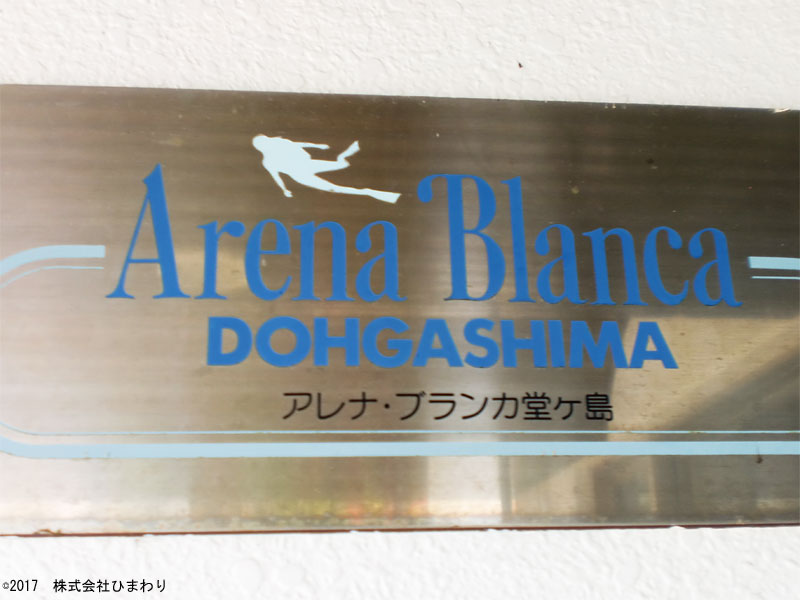 Arena Blanca
DOHGASHIMA
アレナ・ブランカ堂ケ島
©2017 株式会社ひまわり